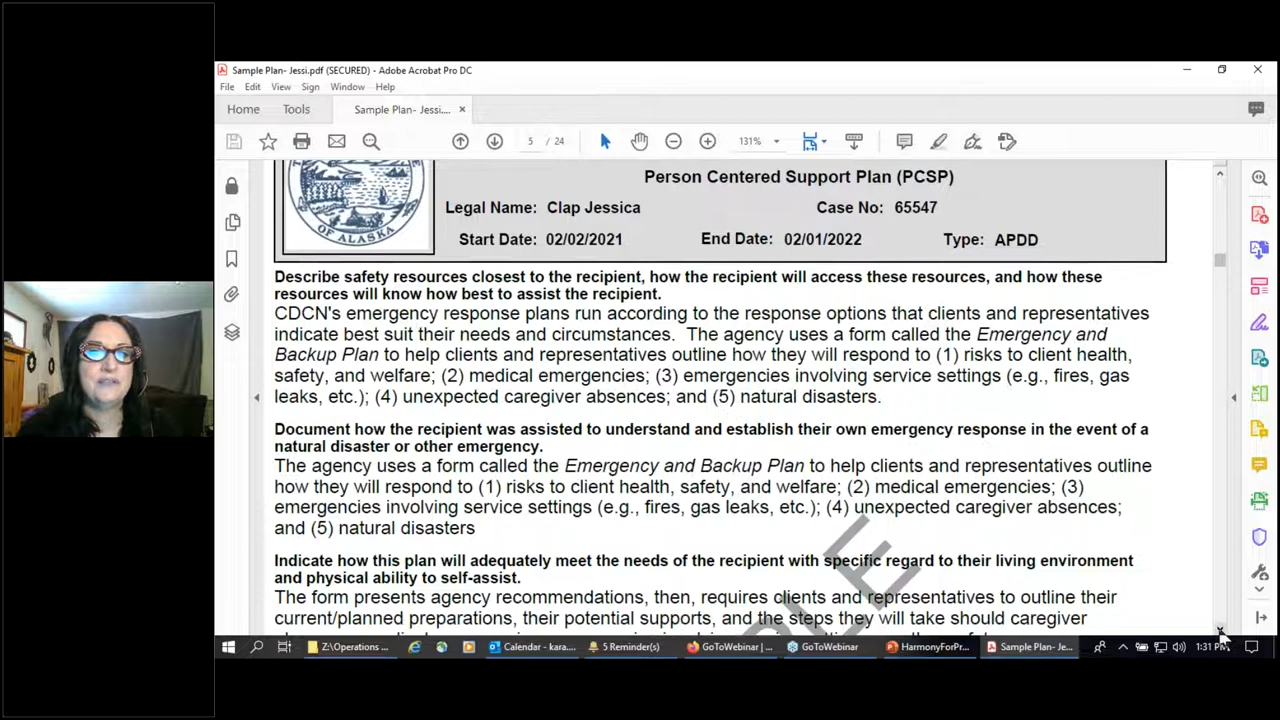 Sample Plan- Jessi.pdf (SECURED) - Adobe Acrobat Pro DC
File Edit View Sign Window Help
Home Tools Sample Plan- Jessi.... ×
5 / 24 131%
Person Centered Support Plan (PCSP)
Legal Name: Clap Jessica Case No: 65547
OF ALASKA
Start Date: 02/02/2021 End Date: 02/01/2022 Type: APDD
Describe safety resources closest to the recipient, how the recipient will access these resources, and how these
resources will know how best to assist the recipient.
CDCN's emergency response plans run according to the response options that clients and representatives
indicate best suit their needs and circumstances. The agency uses a form called the Emergency and
Backup Plan to help clients and representatives outline how they will respond to (1) risks to client health,
safety, and welfare; (2) medical emergencies; (3) emergencies involving service settings (e.g., fires, gas
leaks, etc.); (4) unexpected caregiver absences; and (5) natural disasters.
Document how the recipient was assisted to understand and establish their own emergency response in the event of a
natural disaster or other emergency.
The agency uses a form called the Emergency and Backup Plan to help clients and representatives outline
how they will respond to (1) risks to client health, safety, and welfare; (2) medical emergencies; (3)
emergencies involving service settings (e.g., fires, gas leaks, etc.); (4) unexpected caregiver absences;
and (5) natural disasters
Indicate how this plan will adequately meet the needs of the recipient with specific regard to their living environment
and physical ability to self-assist.
The form presents agency recommendations, then, requires clients and representatives to outline their
current/planned preparations, their potential supports, and the steps they will take should caregiver
PLE
Z:\Operations ... Calendar - kara.... 5 Reminder(s) GoToWebinar | ... GoToWebinar HarmonyForPr... Sample Plan- Je... 1:31 PM